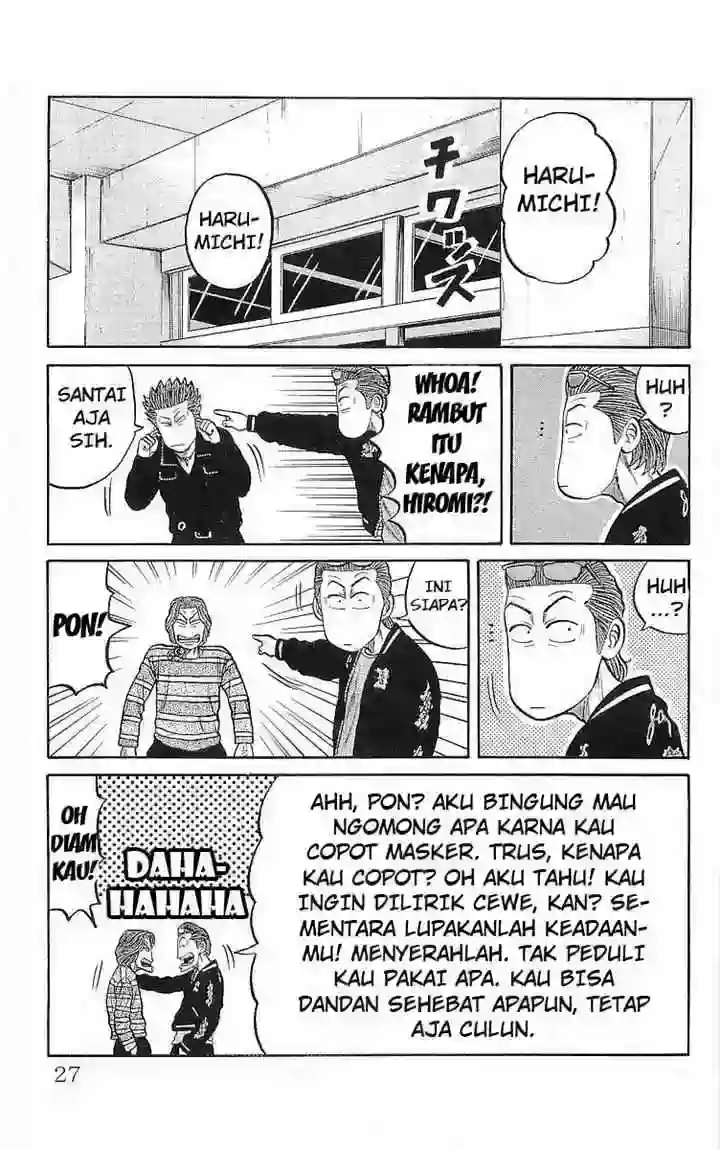 HARU-
MICHI!
チワッス
HARU-
MICHI!
HUH
?
WHOA!
RAMBUT
ITU
KENAPA,
HIROMI?!
SANTAI
AJA
SIH.
HUH
...?
INI
SIAPA?
PON!
AHH, PON? AKU BINGUNG MAU
NGOMONG APA KARNA KAU
COPOT MASKER. TRUS, KENAPA
KAU COPOT? OH AKU TAHU! KAU
INGIN DILIRIK CEWE, KAN? SE-
MENTARA LUPAKANLAH KEADAAN-
MU! MENYERAHLAH. TAK PEDULI
KAU PAKAI APA. KAU BISA
DANDAN SEHEBAT APAPUN, TETAP
AJA CULUN.
DAHA-
HAHAHA
OH
DIAM
KAU!
27